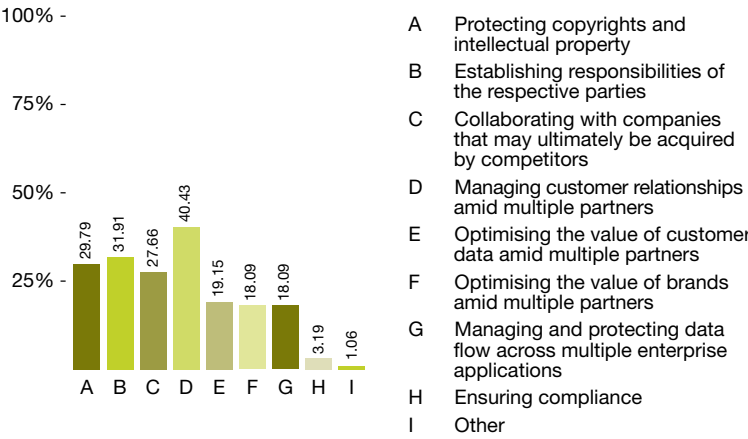 100% -
75% -
50% -
25% -
29.79
31.91
27.66
40.43
19.15
18.09
18.09
3.19
1.06
A B C D E F G H I
A Protecting copyrights and
intellectual property
B Establishing responsibilities of
the respective parties
C Collaborating with companies
that may ultimately be acquired
by competitors
D Managing customer relationships
amid multiple partners
E Optimising the value of customer
data amid multiple partners
F Optimising the value of brands
amid multiple partners
G Managing and protecting data
flow across multiple enterprise
applications
H Ensuring compliance
I Other